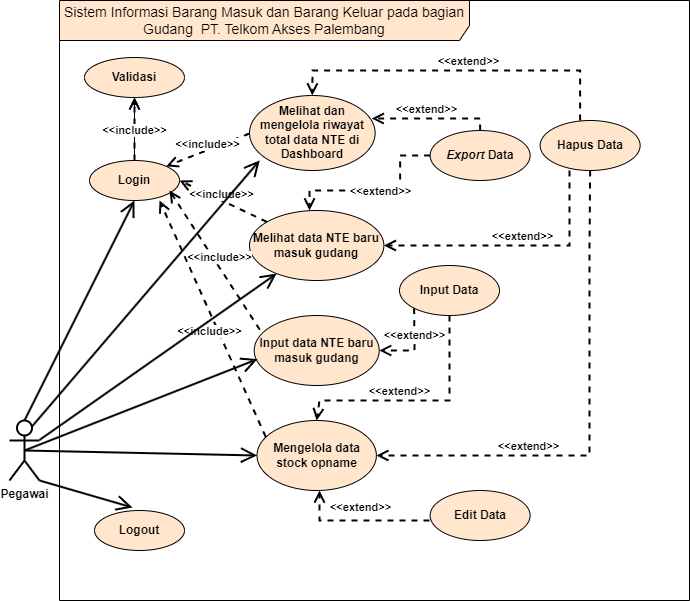 Sistem Informasi Barang Masuk dan Barang Keluar pada bagian
Gudang PT. Telkom Akses Palembang
Validasi
<<include>>
Login
<<include>>
<<include>>
<<include>>
<<include>>
Melihat dan
mengelola riwayat
total data NTE di
Dashboard
<<extend>>
<<extend>>
Export Data
Hapus Data
<<extend>>
<<extend>>
Melihat data NTE baru
masuk gudang
Input Data
<<extend>>
Input data NTE baru
masuk gudang
<<extend>>
Mengelola data
stock opname
<<extend>>
Pegawai
Logout
<<extend>>
Edit Data